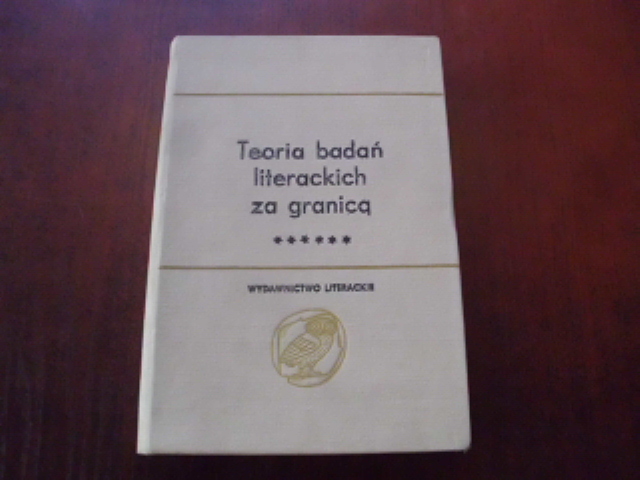 Teoria badań
literackich
za granicą
******
WYDAWNICTWO LITERACKIE